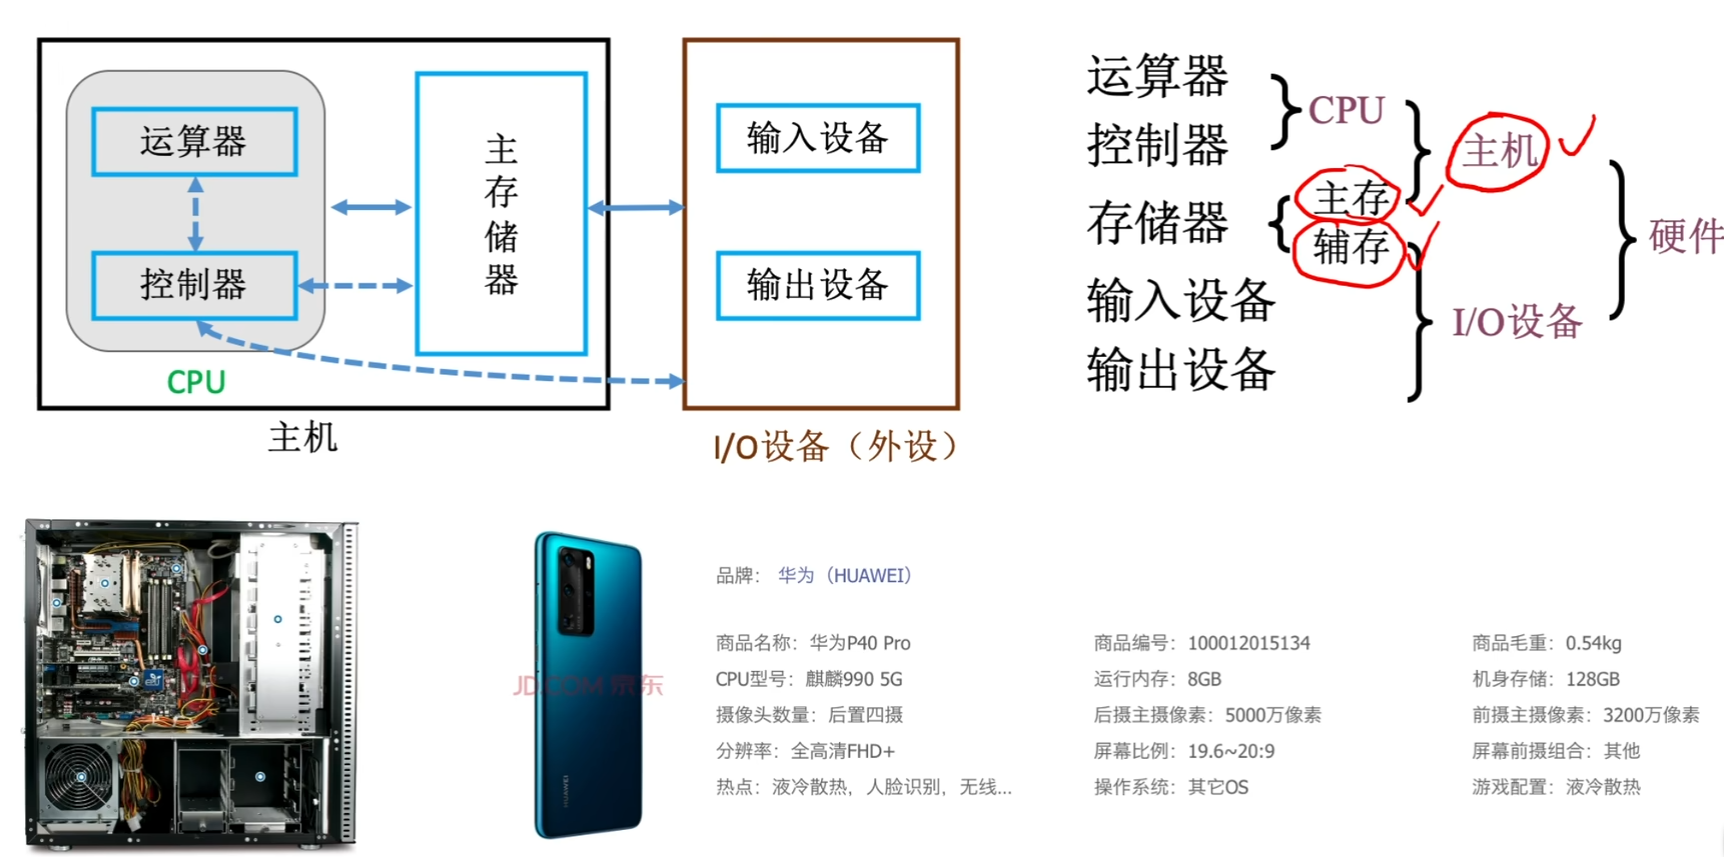 运算器
控制器
CPU
主存储器
主机
输入设备
输出设备
I/O设备（外设）
运算器
控制器
存储器
输入设备
输出设备
CPU
主存
辅存
主机
I/O设备
硬件
JD.COM 京东
HUAWEI
品牌： 华为（HUAWEI）
商品名称：华为P40 Pro 商品编号：100012015134 商品毛重：0.54kg
CPU型号：麒麟990 5G 运行内存：8GB 机身存储：128GB
摄像头数量：后置四摄 后摄主摄像素：5000万像素 前摄主摄像素：3200万像素
分辨率：全高清FHD+ 屏幕比例：19.6~20:9 屏幕前摄组合：其他
热点：液冷散热，人脸识别，无线... 操作系统：其它OS 游戏配置：液冷散热